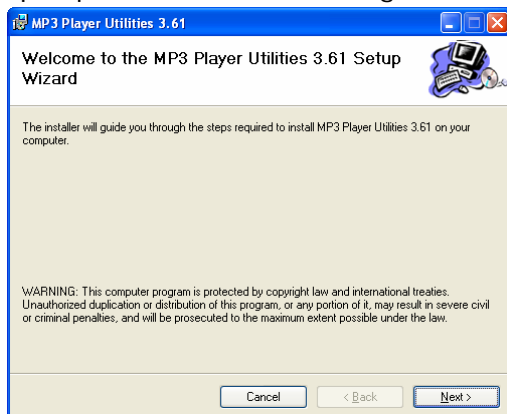 MP3 Player Utilities 3.61
Welcome to the MP3 Player Utilities 3.61 Setup
Wizard
The installer will guide you through the steps required to install MP3 Player Utilities 3.61 on your
computer.
WARNING: This computer program is protected by copyright law and international treaties.
Unauthorized duplication or distribution of this program, or any portion of it, may result in severe civil
or criminal penalties, and will be prosecuted to the maximum extent possible under the law.
Cancel < Back Next >